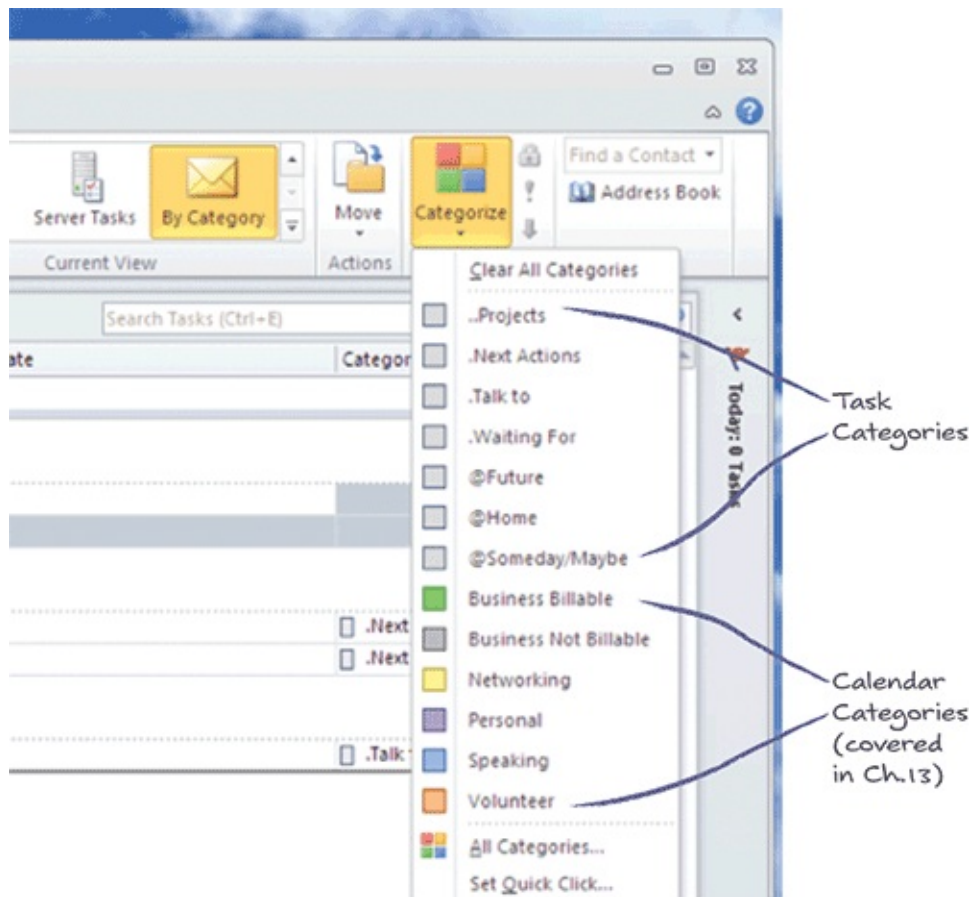 Server Tasks
By Category
Move
Categorize
Find a Contact
Address Book
Current View
Actions
Clear All Categories
Search Tasks (Ctrl+E)
..Projects
ate
Categor
.Next Actions
.Talk to
.Waiting For
@Future
@Home
@Someday/Maybe
Business Billable
.Next
Business Not Billable
.Next
Networking
Personal
.Talk
Speaking
Volunteer
All Categories...
Set Quick Click...
Today: 0 Tasks
Task
Categories
Calendar
Categories
(covered
in Ch.13)